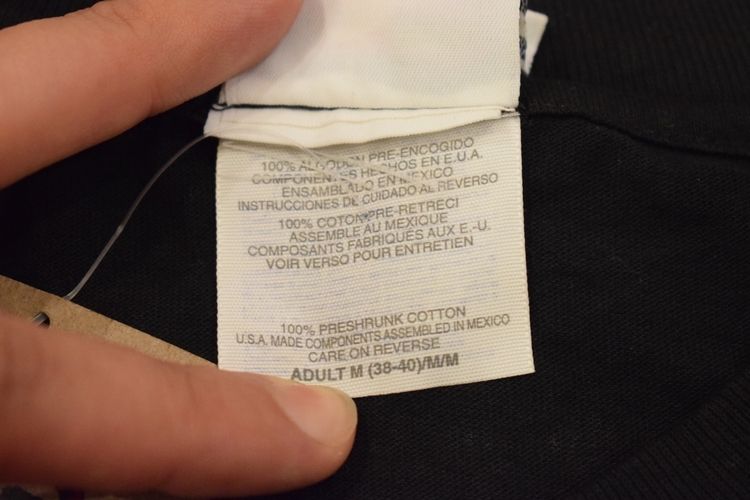 100% ALGODON PRE-ENCOGIDO
COMPONENTES HECHOS EN E.U.A.
ENSAMBLADO EN MEXICO
INSTRUCCIONES DE CUIDADO AL REVERSO
100% COTON PRE-RETRECI
ASSEMBLE AU MEXIQUE
COMPOSANTS FABRIQUÉS AUX E.-U.
VOIR VERSO POUR ENTRETIEN
100% PRESHRUNK COTTON
U.S.A. MADE COMPONENTS ASSEMBLED IN MEXICO
CARE ON REVERSE
ADULT M (38-40)/M/M